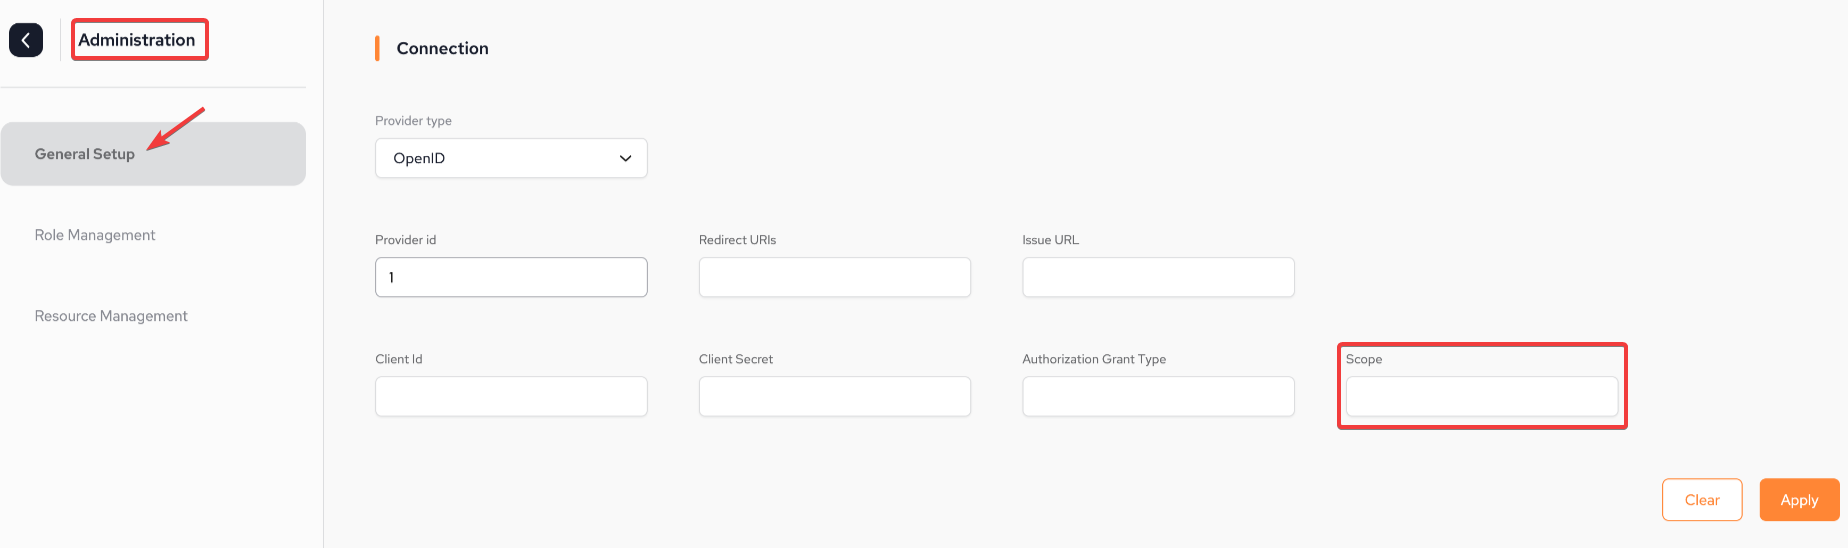 Administration
General Setup
Role Management
Resource Management
Connection
Provider type
OpenID
Provider id
Redirect URIs
Issue URL
1
Client Id
Client Secret
Authorization Grant Type
Scope
Clear
Apply